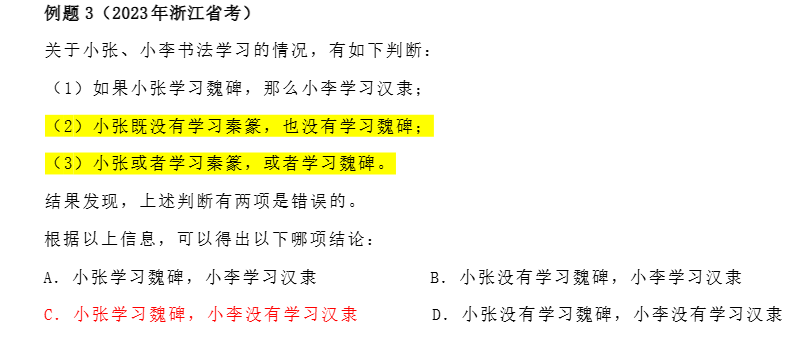 例题 3（2023 年浙江省考）
关于小张、小李书法学习的情况，有如下判断：
（1）如果小张学习魏碑，那么小李学习汉隶；
（2）小张既没有学习秦篆，也没有学习魏碑；
（3）小张或者学习秦篆，或者学习魏碑。
结果发现，上述判断有两项是错误的。
根据以上信息，可以得出以下哪项结论：
A. 小张学习魏碑，小李学习汉隶 B. 小张没有学习魏碑，小李学习汉隶
C. 小张学习魏碑，小李没有学习汉隶 D. 小张没有学习魏碑，小李没有学习汉隶